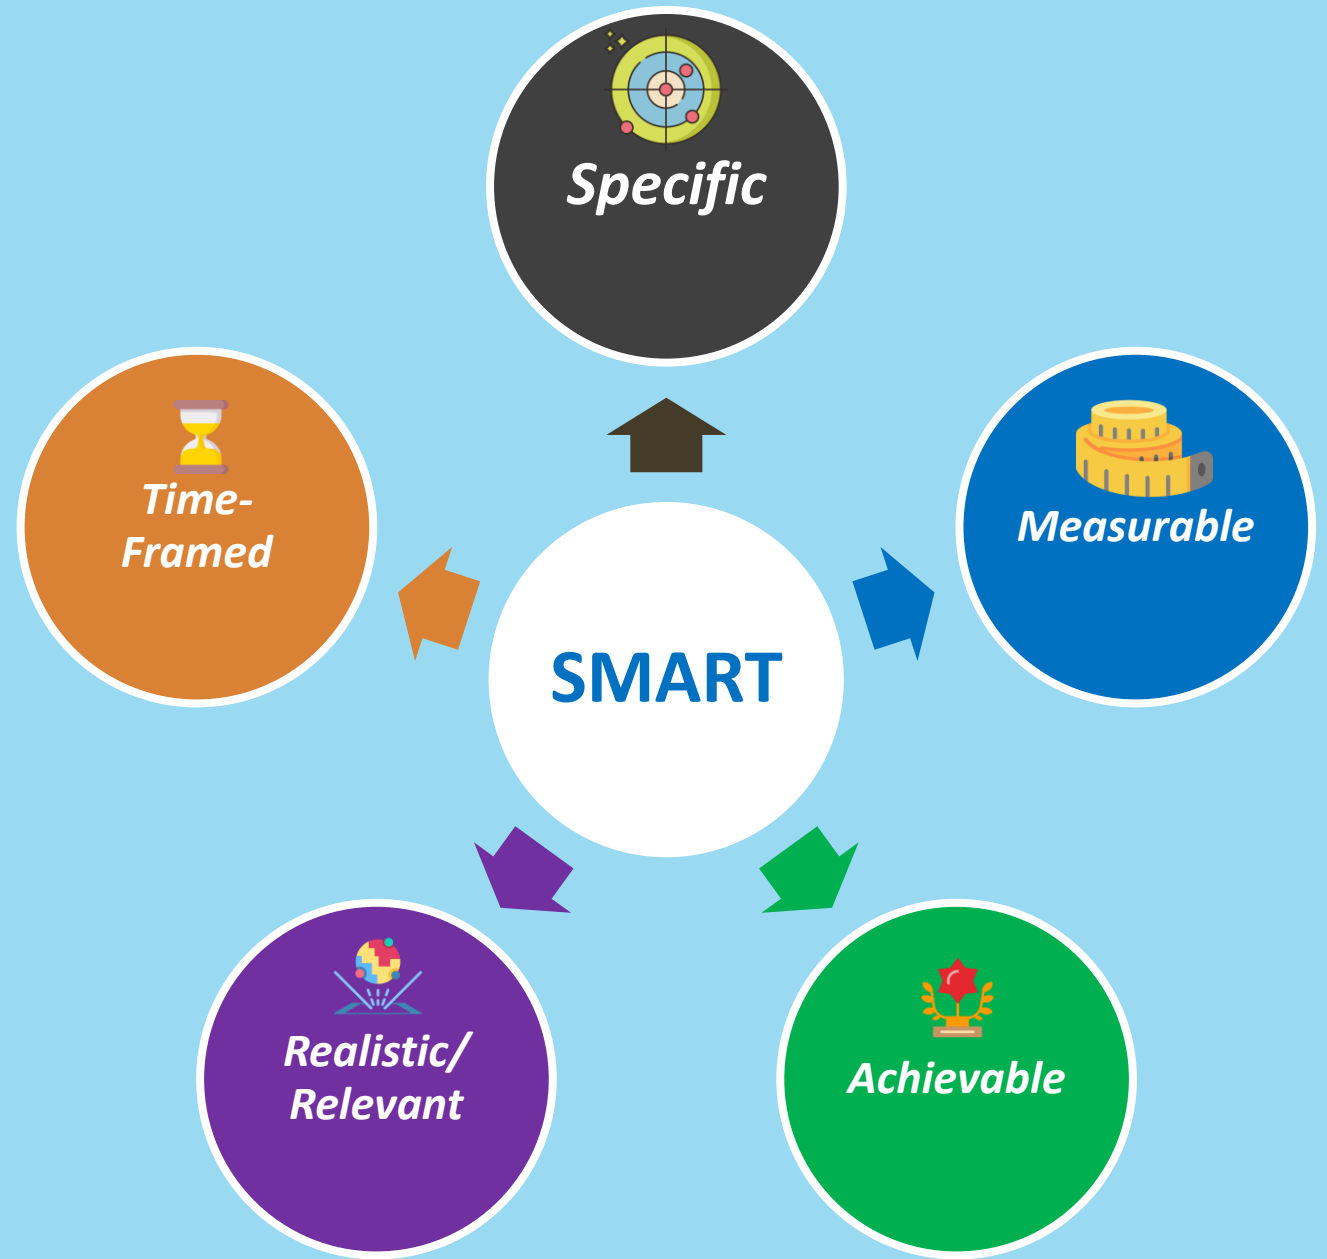 Specific
Measurable
Achievable
Realistic/
Relevant
Time-
Framed
SMART